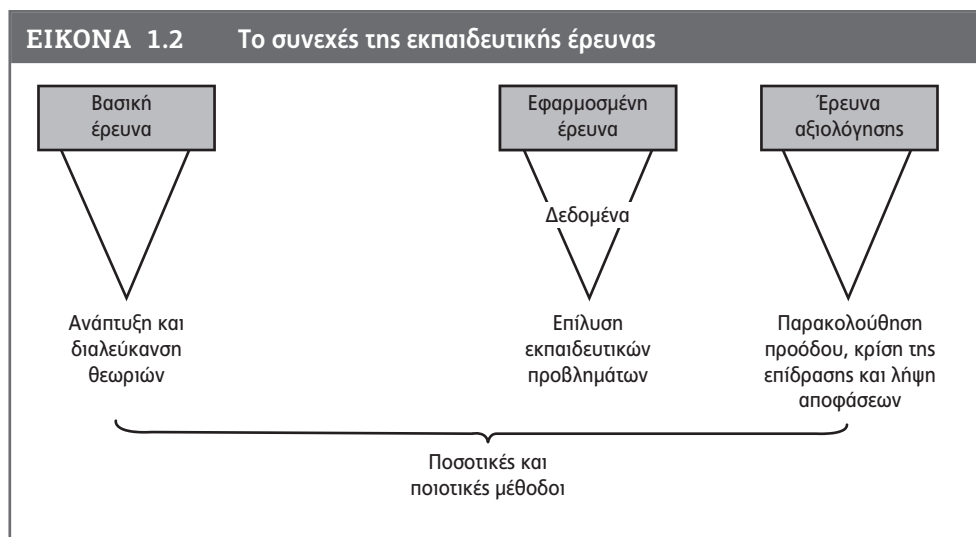 ΕΙΚΟΝΑ 1.2 Το συνεχές της εκπαιδευτικής έρευνας
Βασική
έρευνα
Εφαρμοσμένη
έρευνα
Έρευνα
αξιολόγησης
Δεδομένα
Ανάπτυξη και
διαλεύκανση
θεωριών
Επίλυση
εκπαιδευτικών
προβλημάτων
Παρακολούθηση
προόδου, κρίση της
επίδρασης και λήψη
αποφάσεων
Ποσοτικές και
ποιοτικές μέθοδοι